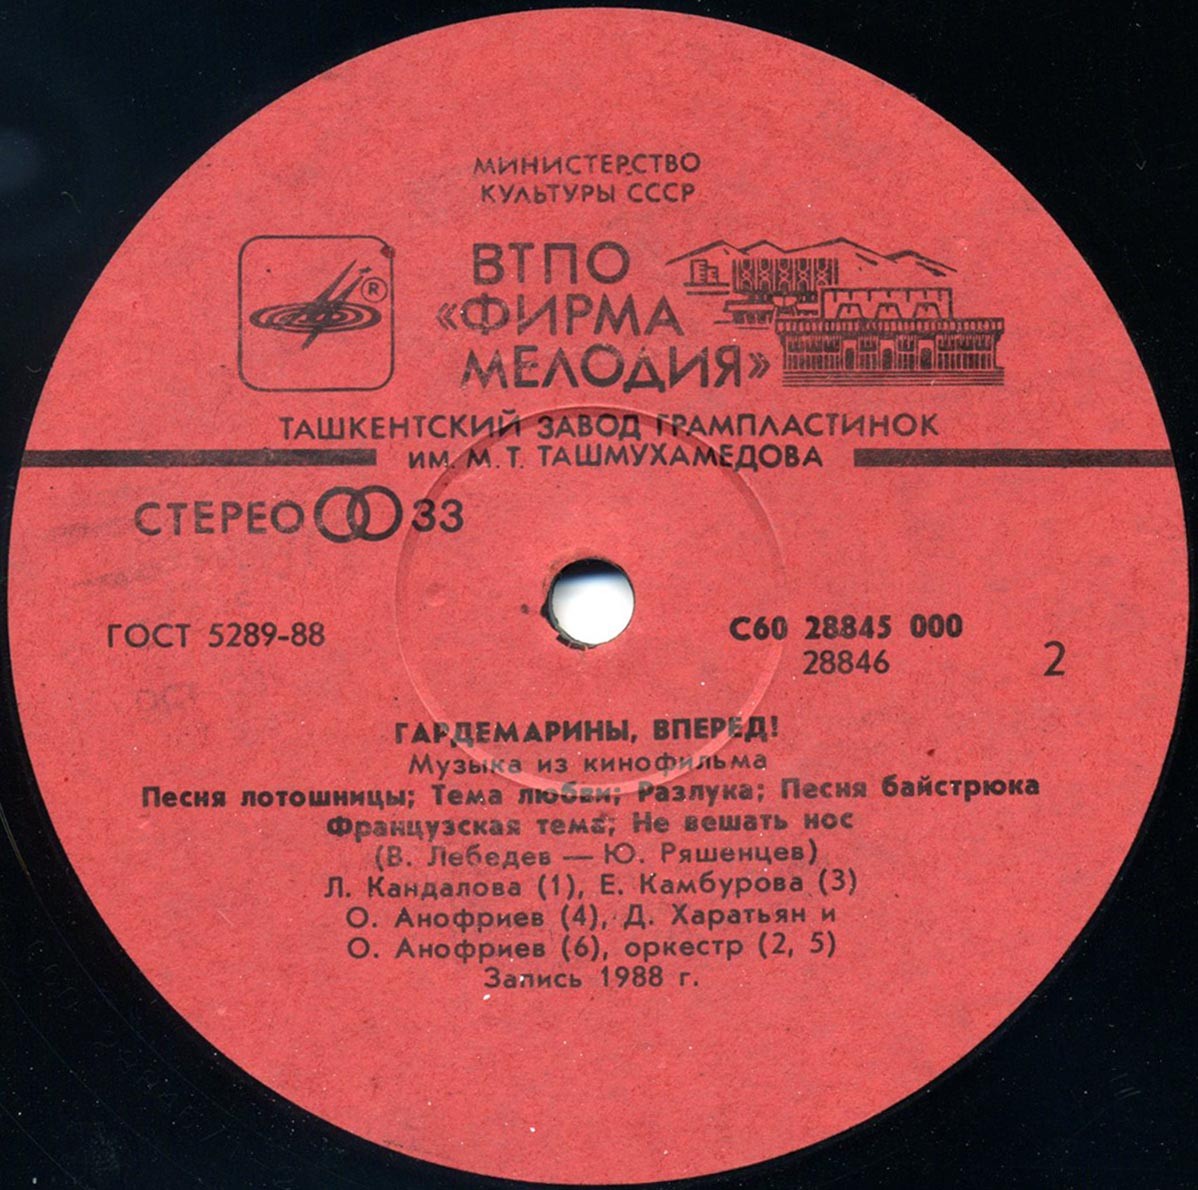 МИНИСТЕРСТВО
КУЛЬТУРЫ СССР
ВТПО
«ФИРМА
МЕЛОДИЯ»
®
ТАШКЕНТСКИЙ ЗАВОД ГРАМПЛАСТИНОК
ИМ. М. Т. ТАШМУХАМЕДОВА
СТЕРЕО 33
ГОСТ 5289-88
С60 28845 000
28846
2
ГАРДЕМАРИНЫ, ВПЕРЕД!
Музыка из кинофильма
Песня лотошницы; Тема любви; Разлука; Песня байстрюка
Французская тема; Не вешать нос
(В. Лебедев — Ю. Ряшенцев)
Л. Кандалова (1), Е. Камбурова (3)
О. Анофриев (4), Д. Харатьян и
О. Анофриев (6), оркестр (2, 5)
Запись 1988 г.